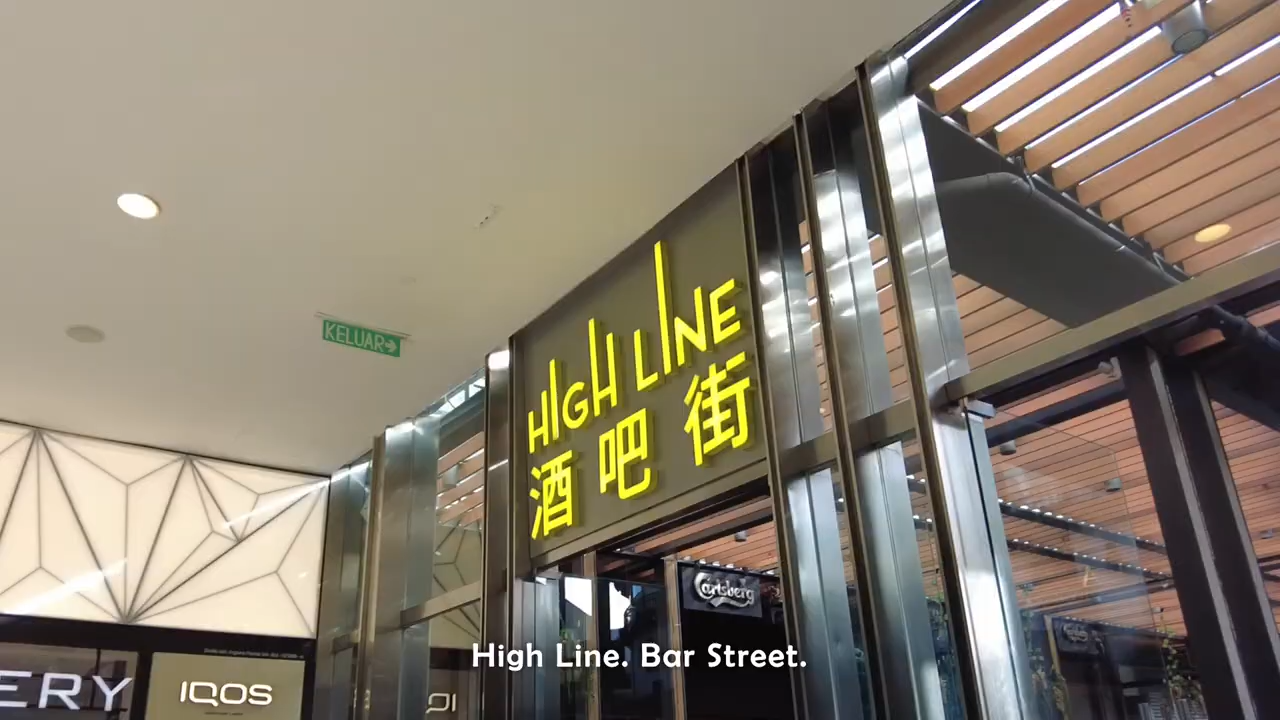 KELUAR
HIGH LINE
酒吧街
Carlsberg
ERY
IQOS
High Line. Bar Street.